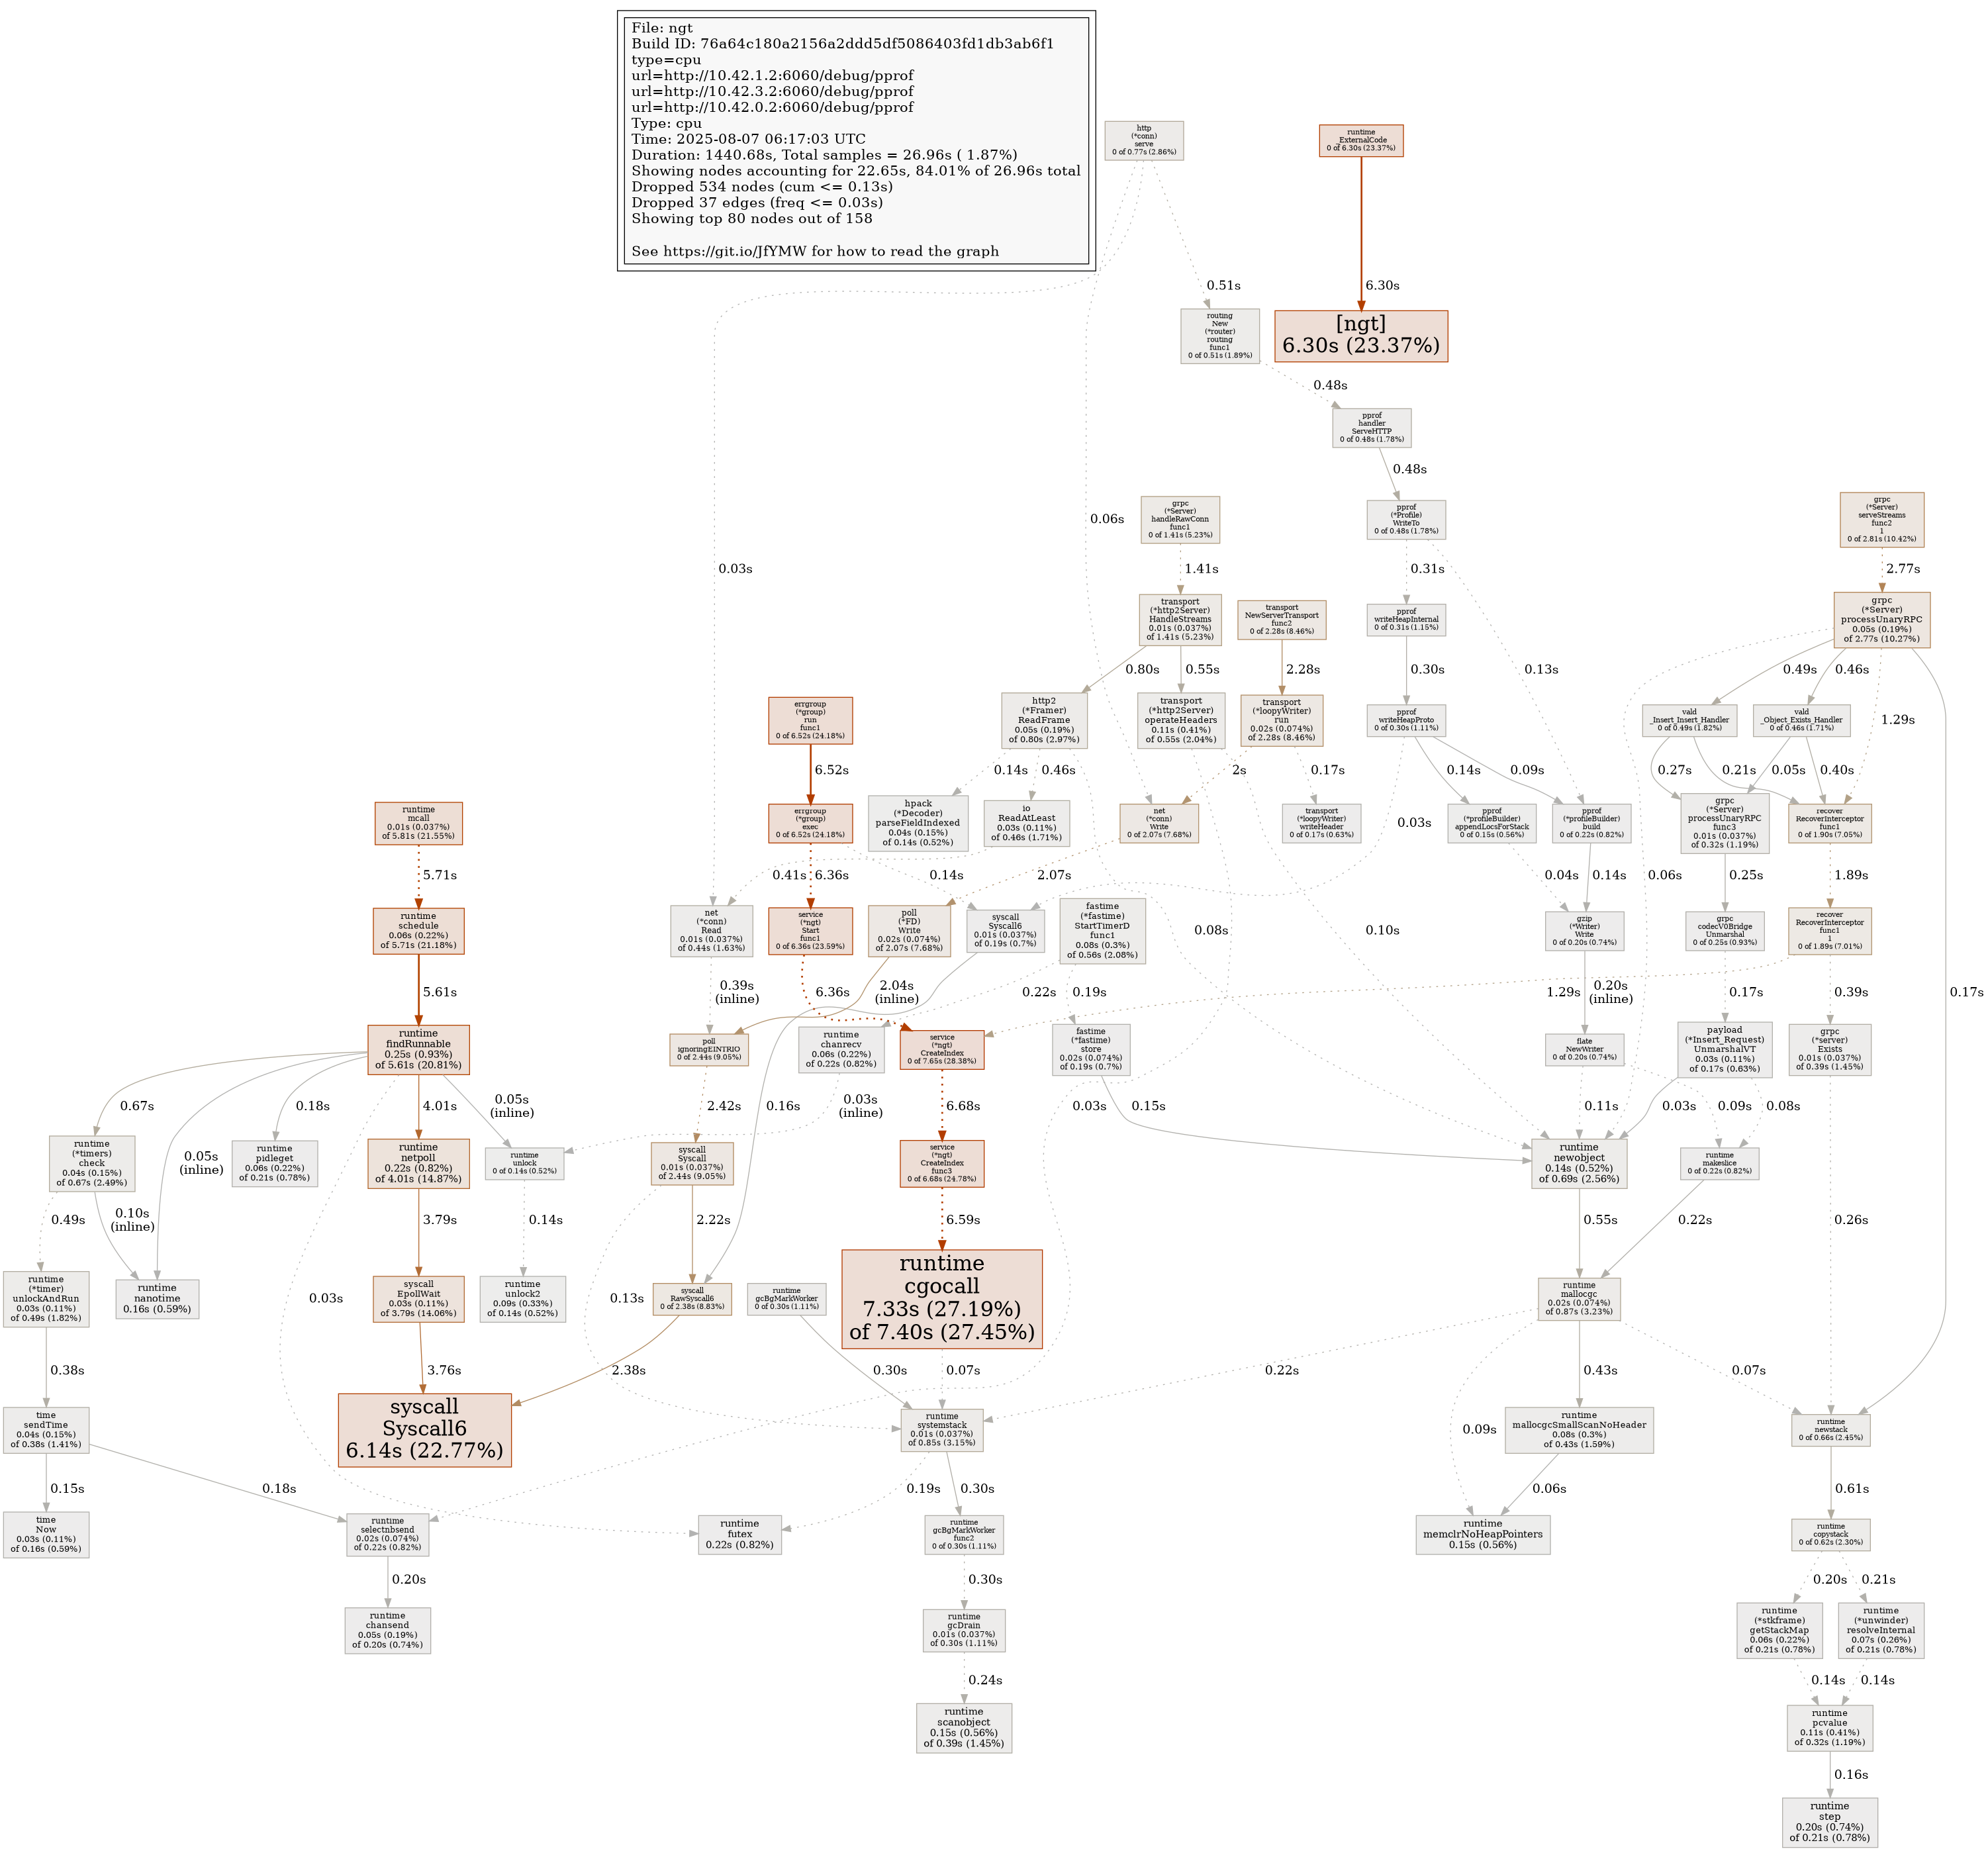 File: ngt
Build ID: 76a64c180a2156a2ddd5df5086403fd1db3ab6f1
type=cpu
url=http://10.42.1.2:6060/debug/pprof
url=http://10.42.3.2:6060/debug/pprof
url=http://10.42.0.2:6060/debug/pprof
Type: cpu
Time: 2025-08-07 06:17:03 UTC
Duration: 1440.68s, Total samples = 26.96s ( 1.87%)
Showing nodes accounting for 22.65s, 84.01% of 26.96s total
Dropped 534 nodes (cum <= 0.13s)
Dropped 37 edges (freq <= 0.03s)
Showing top 80 nodes out of 158
See https://git.io/JfYMW for how to read the graph
http
(*conn)
serve
0 of 0.77s (2.86%)
runtime
_ExternalCode
0 of 6.30s (23.37%)
0.51s
6.30s
routing
New
(*router)
routing
func1
0 of 0.51s (1.89%)
[ngt]
6.30s (23.37%)
0.48s
pprof
handler
ServeHTTP
0 of 0.48s (1.78%)
0.48s
grpc
(*Server)
handleRawConn
func1
0 of 1.41s (5.23%)
pprof
(*Profile)
WriteTo
0 of 0.48s (1.78%)
grpc
(*Server)
serveStreams
func2
1
0 of 2.81s (10.42%)
0.06s
0.03s
1.41s
0.31s
2.77s
transport
(*http2Server)
HandleStreams
0.01s (0.037%)
of 1.41s (5.23%)
transport
NewServerTransport
func2
0 of 2.28s (8.46%)
pprof
writeHeapInternal
0 of 0.31s (1.15%)
grpc
(*Server)
processUnaryRPC
0.05s (0.19%)
of 2.77s (10.27%)
0.80s
0.55s
2.28s
0.30s
0.13s
0.49s
0.46s
errgroup
(*group)
run
func1
0 of 6.52s (24.18%)
http2
(*Framer)
ReadFrame
0.05s (0.19%)
of 0.80s (2.97%)
transport
(*http2Server)
operateHeaders
0.11s (0.41%)
of 0.55s (2.04%)
transport
(*loopyWriter)
run
0.02s (0.074%)
of 2.28s (8.46%)
pprof
writeHeapProto
0 of 0.30s (1.11%)
vald
_Insert_Insert_Handler
0 of 0.49s (1.82%)
vald
_Object_Exists_Handler
0 of 0.46s (1.71%)
1.29s
6.52s
0.14s
0.46s
2s
0.17s
0.14s
0.09s
0.27s
0.21s
0.05s
0.40s
runtime
mcall
0.01s (0.037%)
of 5.81s (21.55%)
errgroup
(*group)
exec
0 of 6.52s (24.18%)
hpack
(*Decoder)
parseFieldIndexed
0.04s (0.15%)
of 0.14s (0.52%)
io
ReadAtLeast
0.03s (0.11%)
of 0.46s (1.71%)
net
(*conn)
Write
0 of 2.07s (7.68%)
transport
(*loopyWriter)
writeHeader
0 of 0.17s (0.63%)
0.03s
pprof
(*profileBuilder)
appendLocsForStack
0 of 0.15s (0.56%)
pprof
(*profileBuilder)
build
0 of 0.22s (0.82%)
grpc
(*Server)
processUnaryRPC
func3
0.01s (0.037%)
of 0.32s (1.19%)
recover
RecoverInterceptor
func1
0 of 1.90s (7.05%)
5.71s
0.41s
6.36s
0.14s
2.07s
0.04s
0.14s
0.06s
0.25s
1.89s
runtime
schedule
0.06s (0.22%)
of 5.71s (21.18%)
net
(*conn)
Read
0.01s (0.037%)
of 0.44s (1.63%)
service
(*ngt)
Start
func1
0 of 6.36s (23.59%)
poll
(*FD)
Write
0.02s (0.074%)
of 2.07s (7.68%)
syscall
Syscall6
0.01s (0.037%)
of 0.19s (0.7%)
fastime
(*fastime)
StartTimerD
func1
0.08s (0.3%)
of 0.56s (2.08%)
0.08s
0.10s
gzip
(*Writer)
Write
0 of 0.20s (0.74%)
grpc
codecV0Bridge
Unmarshal
0 of 0.25s (0.93%)
recover
RecoverInterceptor
func1
1
0 of 1.89s (7.01%)
5.61s
0.39s
(inline)
6.36s
2.04s
(inline)
0.22s
0.19s
1.29s
0.20s
(inline)
0.17s
0.39s
0.17s
runtime
findRunnable
0.25s (0.93%)
of 5.61s (20.81%)
poll
ignoringEINTRIO
0 of 2.44s (9.05%)
runtime
chanrecv
0.06s (0.22%)
of 0.22s (0.82%)
service
(*ngt)
CreateIndex
0 of 7.65s (28.38%)
fastime
(*fastime)
store
0.02s (0.074%)
of 0.19s (0.7%)
flate
NewWriter
0 of 0.20s (0.74%)
payload
(*Insert_Request)
UnmarshalVT
0.03s (0.11%)
of 0.17s (0.63%)
grpc
(*server)
Exists
0.01s (0.037%)
of 0.39s (1.45%)
0.67s
0.05s
(inline)
0.18s
4.01s
0.05s
(inline)
2.42s
0.16s
0.03s
(inline)
6.68s
0.03s
0.15s
0.11s
0.09s
0.03s
0.08s
runtime
(*timers)
check
0.04s (0.15%)
of 0.67s (2.49%)
runtime
pidleget
0.06s (0.22%)
of 0.21s (0.78%)
runtime
netpoll
0.22s (0.82%)
of 4.01s (14.87%)
runtime
unlock
0 of 0.14s (0.52%)
syscall
Syscall
0.01s (0.037%)
of 2.44s (9.05%)
service
(*ngt)
CreateIndex
func3
0 of 6.68s (24.78%)
runtime
newobject
0.14s (0.52%)
of 0.69s (2.56%)
runtime
makeslice
0 of 0.22s (0.82%)
0.49s
0.10s
(inline)
3.79s
0.14s
2.22s
6.59s
0.55s
0.22s
0.26s
runtime
(*timer)
unlockAndRun
0.03s (0.11%)
of 0.49s (1.82%)
runtime
nanotime
0.16s (0.59%)
0.03s
syscall
EpollWait
0.03s (0.11%)
of 3.79s (14.06%)
runtime
unlock2
0.09s (0.33%)
of 0.14s (0.52%)
0.13s
syscall
RawSyscall6
0 of 2.38s (8.83%)
runtime
gcBgMarkWorker
0 of 0.30s (1.11%)
runtime
cgocall
7.33s (27.19%)
of 7.40s (27.45%)
runtime
mallocgc
0.02s (0.074%)
of 0.87s (3.23%)
0.38s
3.76s
2.38s
0.30s
0.07s
0.22s
0.43s
0.07s
time
sendTime
0.04s (0.15%)
of 0.38s (1.41%)
syscall
Syscall6
6.14s (22.77%)
runtime
systemstack
0.01s (0.037%)
of 0.85s (3.15%)
0.09s
runtime
mallocgcSmallScanNoHeader
0.08s (0.3%)
of 0.43s (1.59%)
runtime
newstack
0 of 0.66s (2.45%)
0.15s
0.18s
0.19s
0.30s
0.06s
0.61s
time
Now
0.03s (0.11%)
of 0.16s (0.59%)
runtime
selectnbsend
0.02s (0.074%)
of 0.22s (0.82%)
runtime
futex
0.22s (0.82%)
runtime
gcBgMarkWorker
func2
0 of 0.30s (1.11%)
runtime
memclrNoHeapPointers
0.15s (0.56%)
runtime
copystack
0 of 0.62s (2.30%)
0.20s
0.30s
0.20s
0.21s
runtime
chansend
0.05s (0.19%)
of 0.20s (0.74%)
runtime
gcDrain
0.01s (0.037%)
of 0.30s (1.11%)
runtime
(*stkframe)
getStackMap
0.06s (0.22%)
of 0.21s (0.78%)
runtime
(*unwinder)
resolveInternal
0.07s (0.26%)
of 0.21s (0.78%)
0.24s
0.14s
0.14s
runtime
scanobject
0.15s (0.56%)
of 0.39s (1.45%)
runtime
pcvalue
0.11s (0.41%)
of 0.32s (1.19%)
0.16s
runtime
step
0.20s (0.74%)
of 0.21s (0.78%)